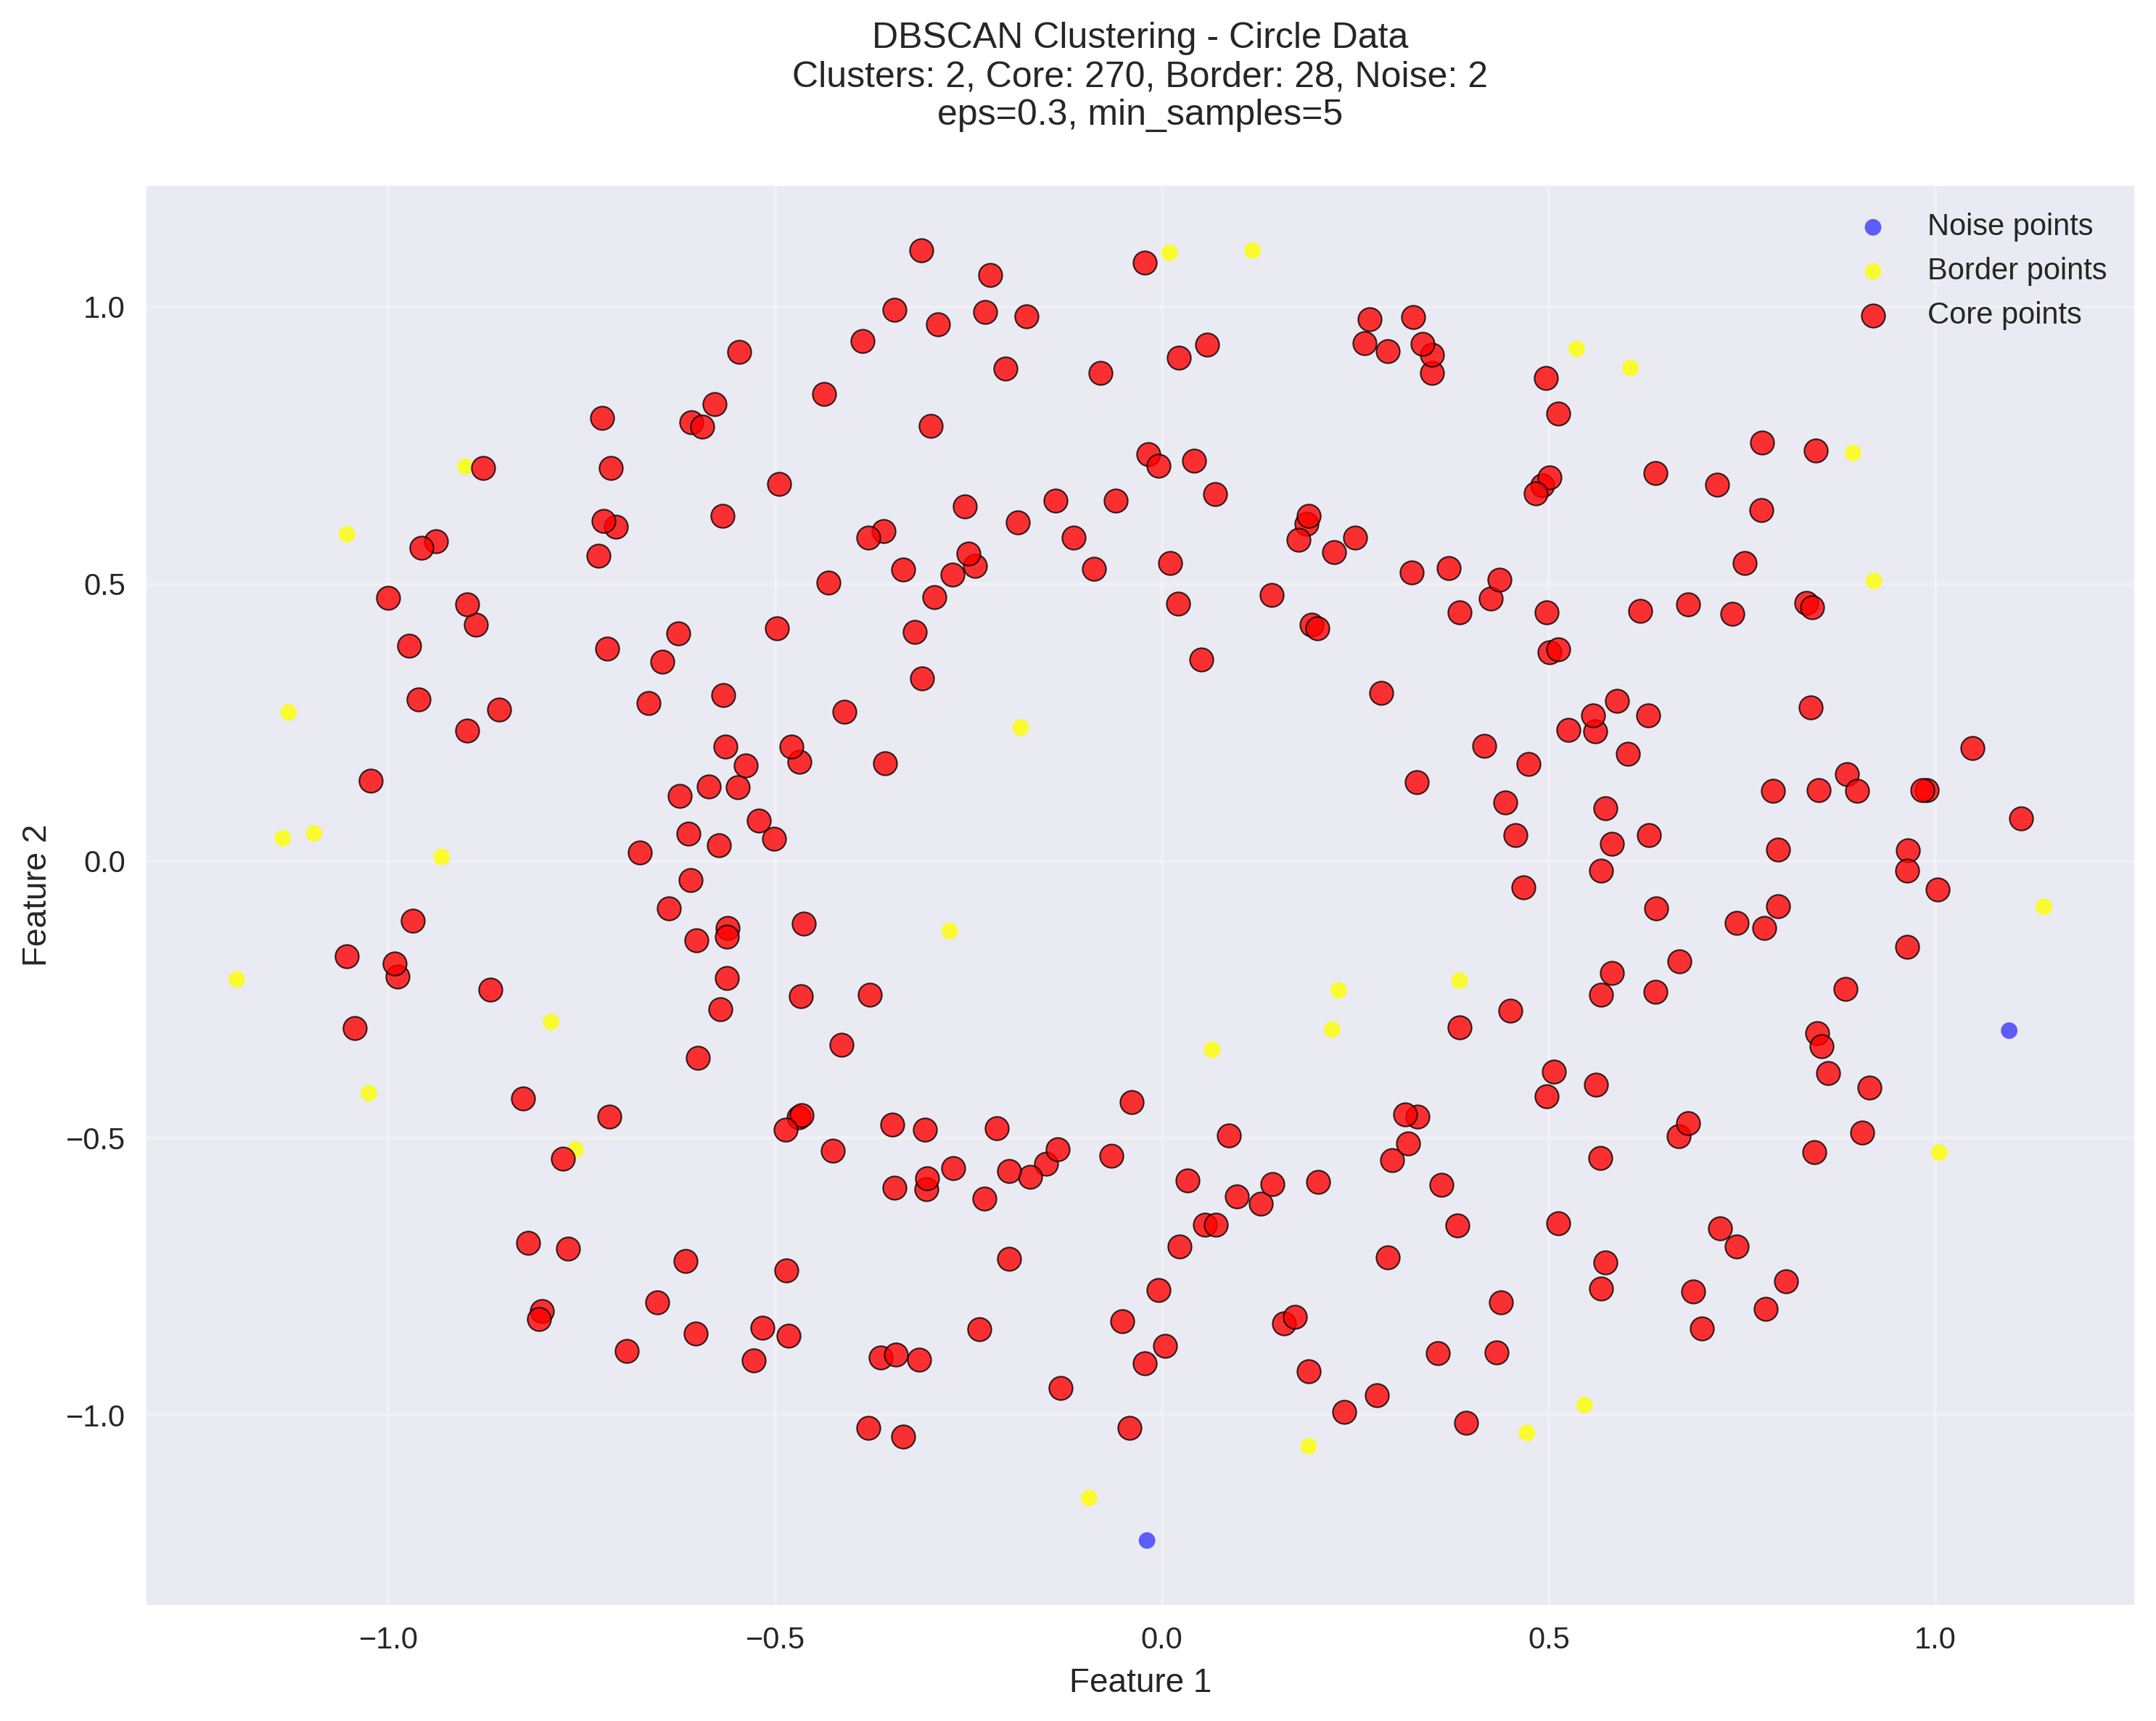 DBSCAN Clustering - Circle Data
Clusters: 2, Core: 270, Border: 28, Noise: 2
eps=0.3, min_samples=5
Noise points
Border points
Core points
1.0
0.5
0.0
−0.5
−1.0
Feature 2
−1.0
−0.5
0.0
0.5
1.0
Feature 1